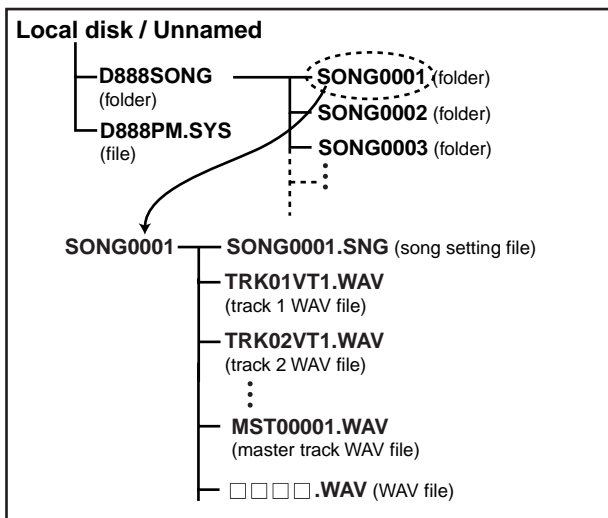 Local disk / Unnamed
D888SONG
(folder)
D888PM.SYS
(file)
SONG0001 (folder)
SONG0002 (folder)
SONG0003 (folder)
SONG0001
SONG0001.SNG (song setting file)
TRK01VT1.WAV
(track 1 WAV file)
TRK02VT1.WAV
(track 2 WAV file)
MST00001.WAV
(master track WAV file)
□□□□.WAV (WAV file)